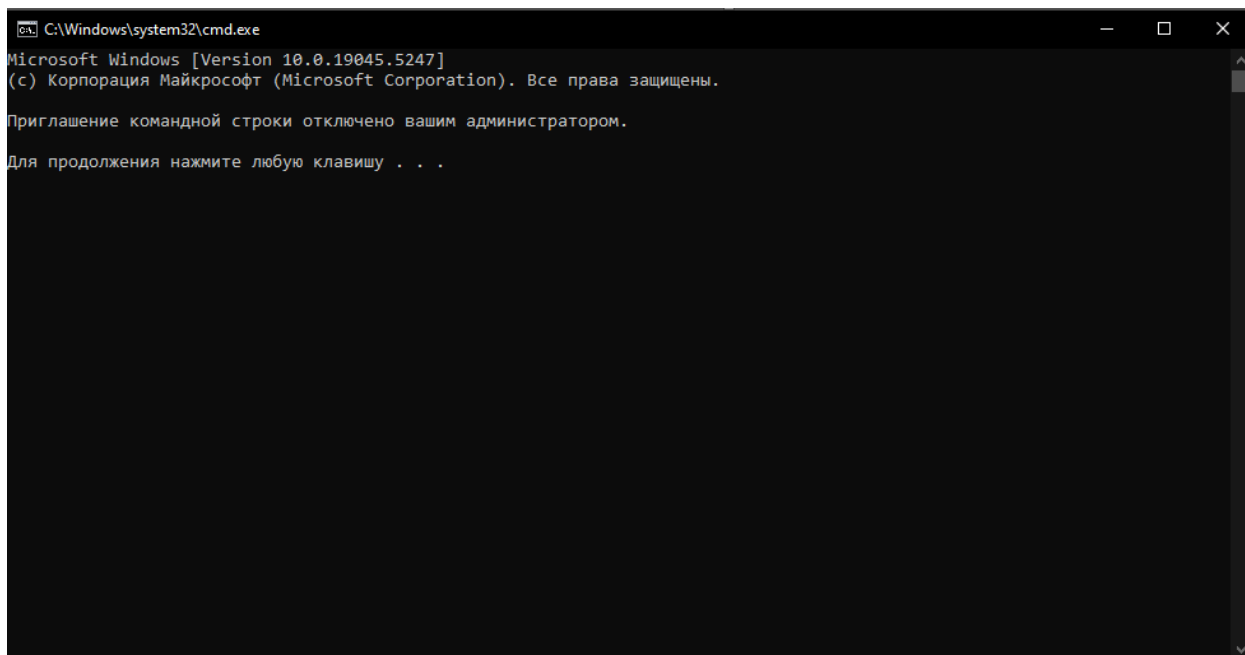 C:\Windows\system32\cmd.exe
Microsoft Windows [Version 10.0.19045.5247]
(c) Корпорация Майкрософт (Microsoft Corporation). Все права защищены.
Приглашение командной строки отключено вашим администратором.
Для продолжения нажмите любую клавишу . . .